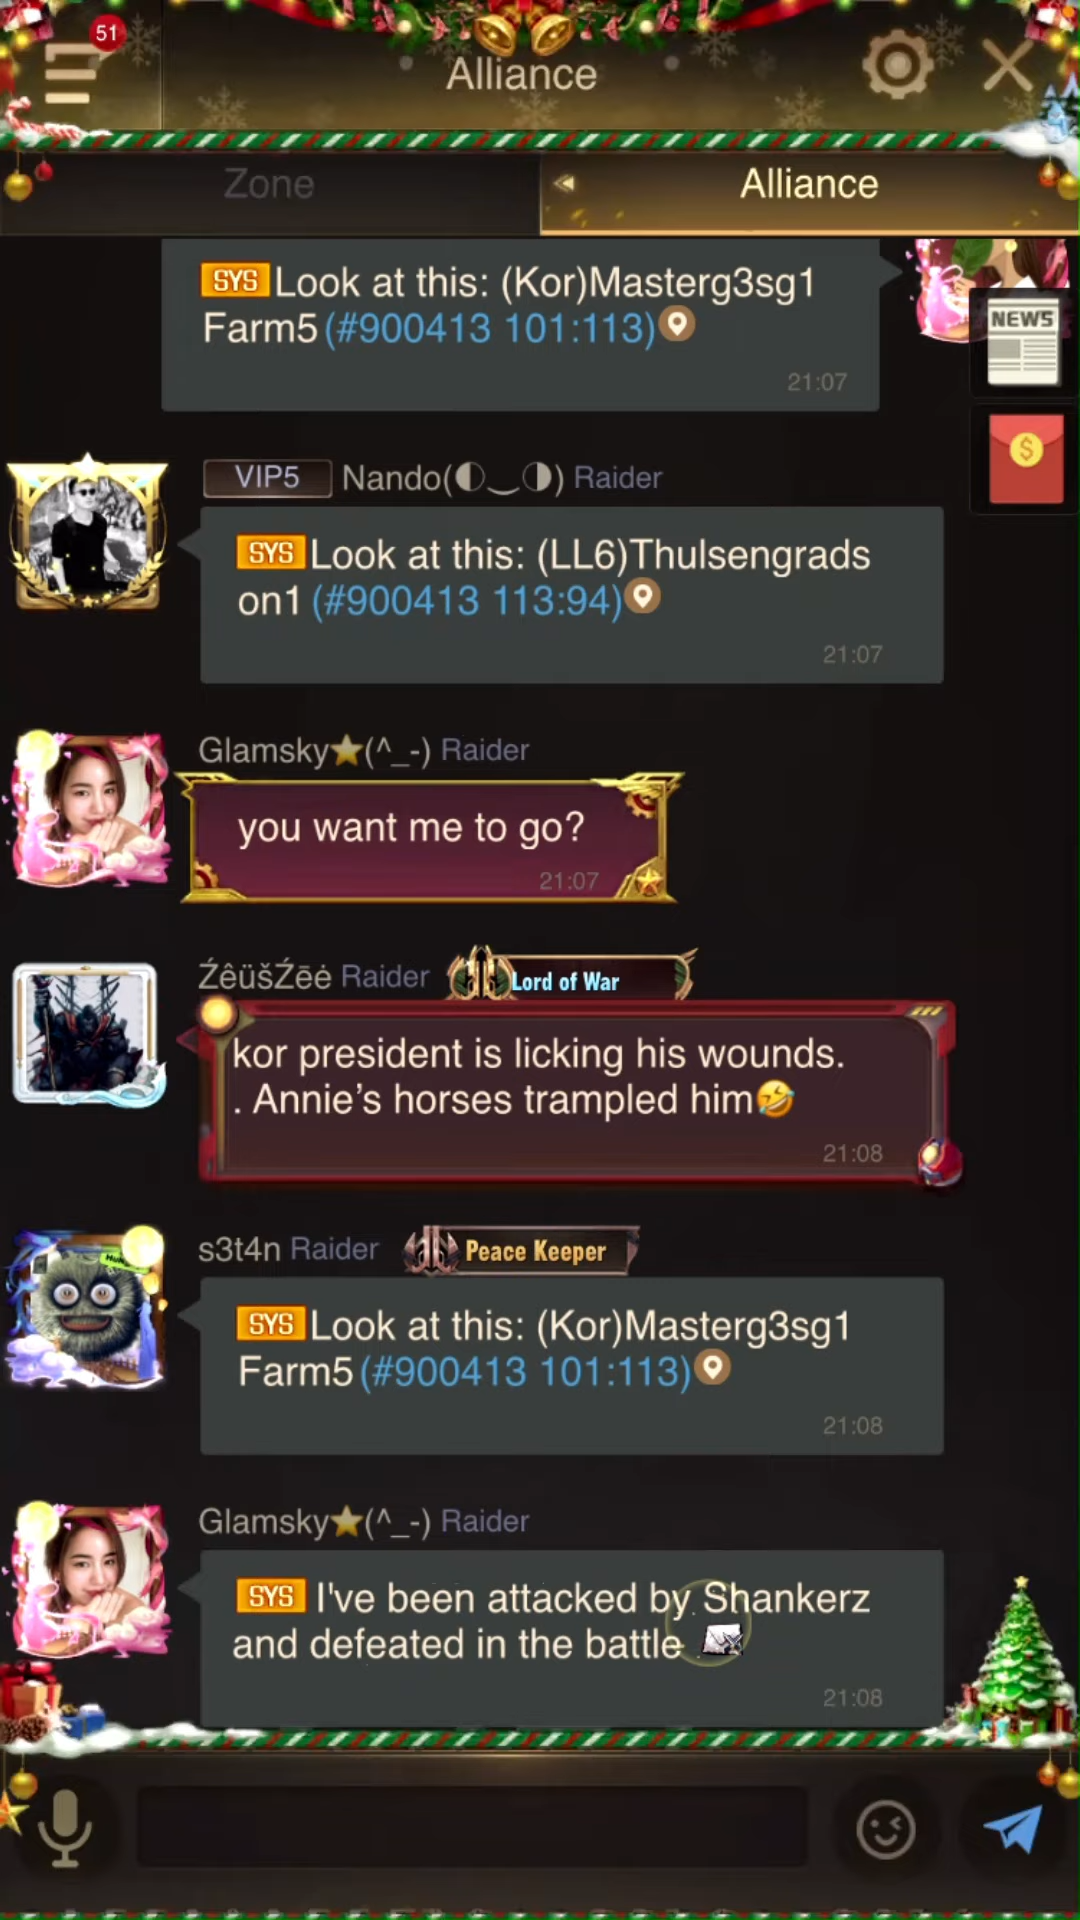 51
Alliance
Zone
Alliance
SYS Look at this: (Kor)Masterg3sg1
Farm5 (#900413 101:113)
21:07
NEWS
VIP5 Nando(◐‿◑) Raider
SYS Look at this: (LL6)Thulsengrads
on1 (#900413 113:94)
21:07
Glamsky⭐(^_-) Raider
you want me to go?
21:07
ŹêüšŹēė Raider Lord of War
kor president is licking his wounds.
. Annie’s horses trampled him🤣
21:08
s3t4n Raider Peace Keeper
SYS Look at this: (Kor)Masterg3sg1
Farm5 (#900413 101:113)
21:08
Glamsky⭐(^_-) Raider
SYS I've been attacked by Shankerz
and defeated in the battle
21:08